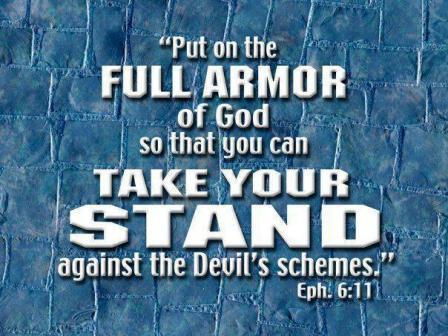 “Put on the
FULL ARMOR
of God
so that you can
TAKE YOUR
STAND
against the Devil's schemes.”
Eph. 6:11